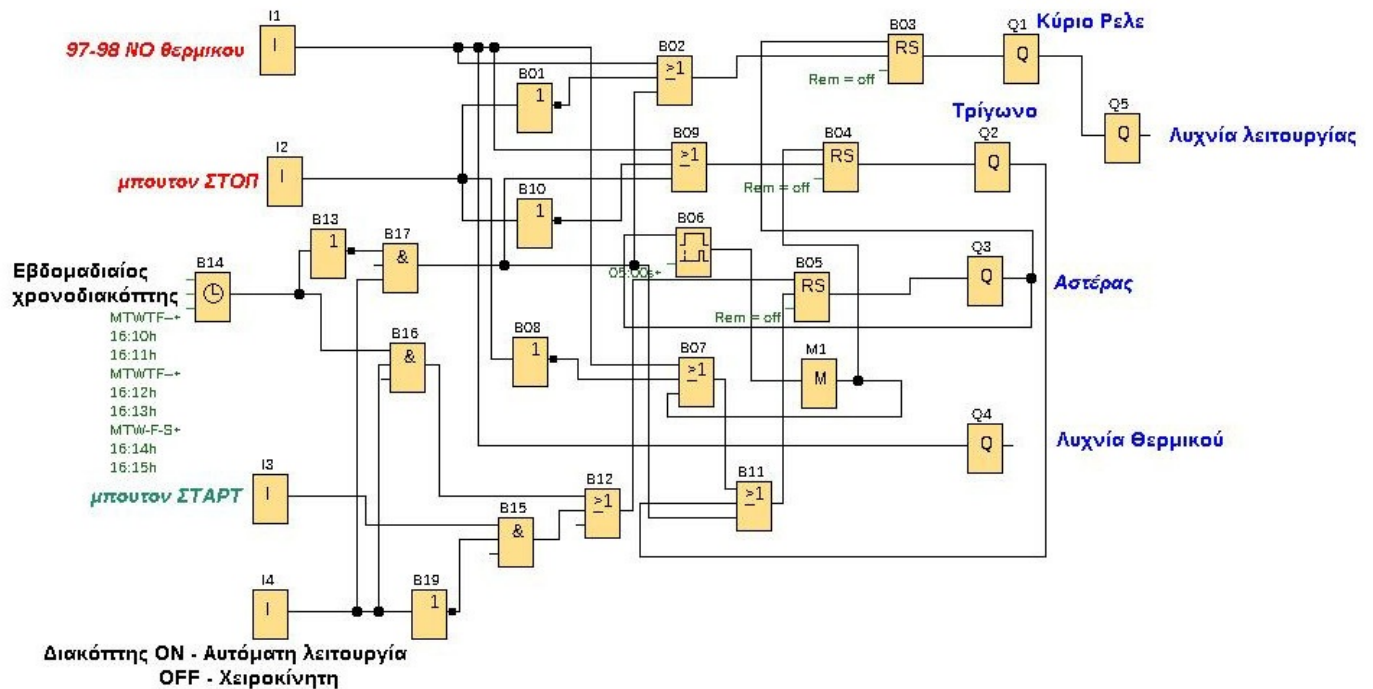 I1
I
97-98 NO θερμικου
B01
1
B02
>1
B03
RS
Rem = off
Q1
Q
Κύριο Ρελε
Q5
Q
Λυχνία λειτουργίας
I2
I
μπουτον ΣΤΟΠ
B09
>1
B10
1
B04
RS
Rem = off
Τρίγωνο
Q2
Q
B13
1
B17
&
B06
05:00s+
B05
RS
Rem = off
Q3
Q
Αστέρας
Εβδομαδιαίος
χρονοδιακόπτης
B14
MTWTF--+
16:10h
16:11h
MTWTF--+
16:12h
16:13h
MTW-F-S+
16:14h
16:15h
B16
&
B08
1
B07
>1
M1
M
Q4
Q
Λυχνία Θερμικού
I3
I
μπουτον ΣΤΑΡΤ
B15
&
B12
>1
B11
>1
I4
I
B19
1
Διακόπτης ON - Αυτόματη λειτουργία
OFF - Χειροκίνητη